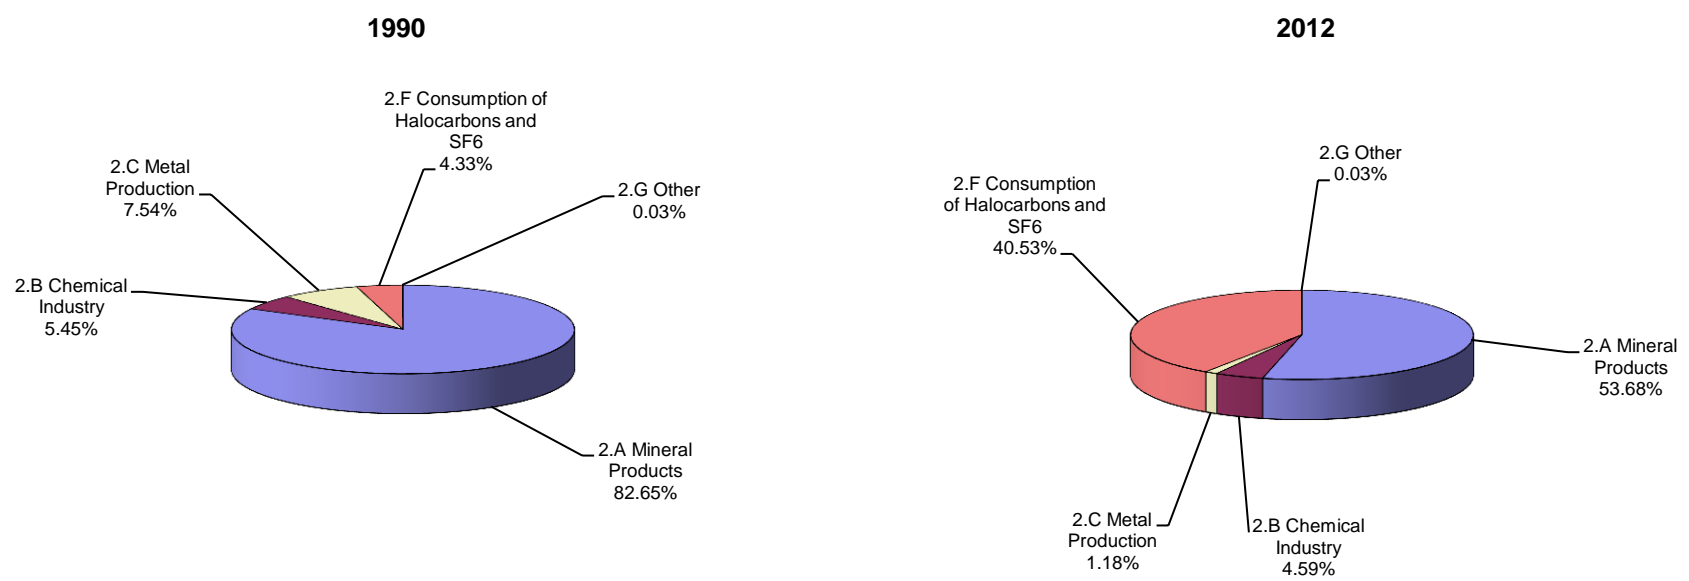 1990
2.F Consumption of
Halocarbons and
SF6
4.33%
2.C Metal
Production
7.54%
2.G Other
0.03%
2.B Chemical
Industry
5.45%
2.A Mineral
Products
82.65%
2012
2.G Other
0.03%
2.F Consumption
of Halocarbons and
SF6
40.53%
2.A Mineral
Products
53.68%
2.C Metal
Production
1.18%
2.B Chemical
Industry
4.59%